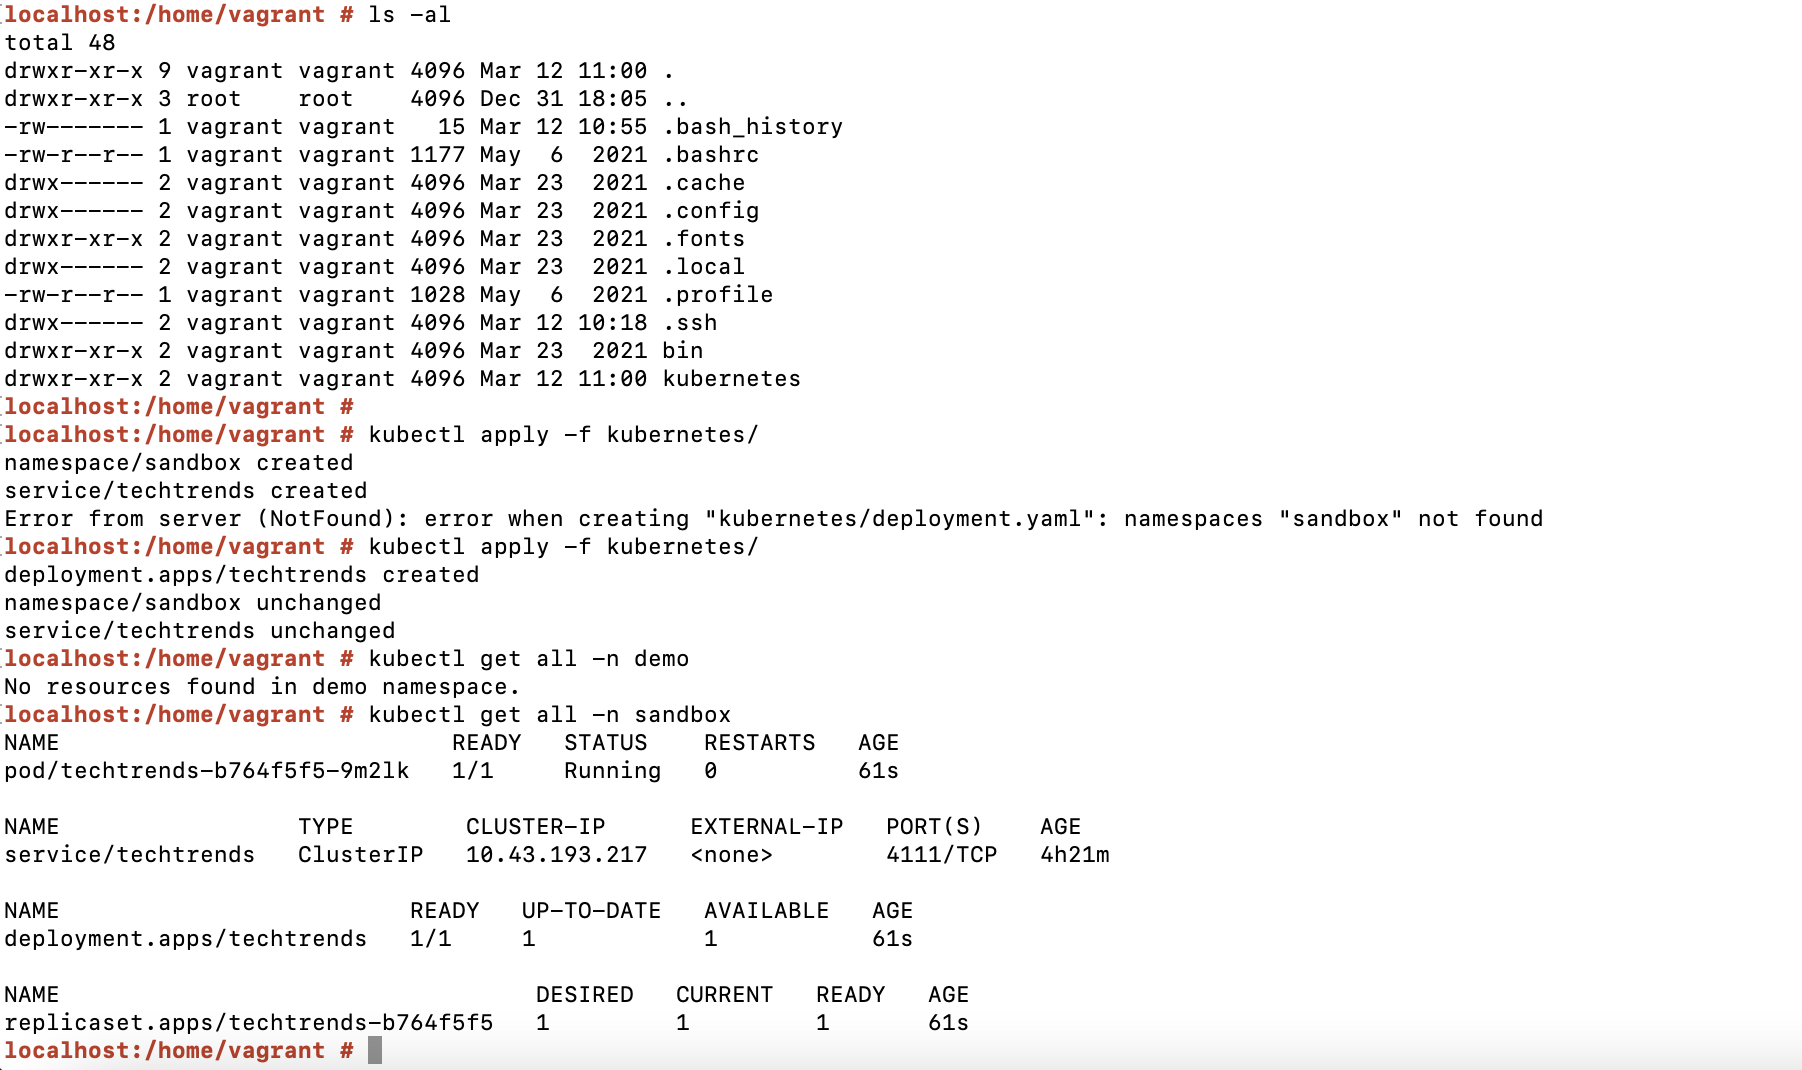 localhost:/home/vagrant # ls -al
total 48
drwxr-xr-x 9 vagrant vagrant 4096 Mar 12 11:00 .
drwxr-xr-x 3 root    root    4096 Dec 31 18:05 ..
-rw------- 1 vagrant vagrant   15 Mar 12 10:55 .bash_history
-rw-r--r-- 1 vagrant vagrant 1177 May  6  2021 .bashrc
drwx------ 2 vagrant vagrant 4096 Mar 23  2021 .cache
drwx------ 2 vagrant vagrant 4096 Mar 23  2021 .config
drwxr-xr-x 2 vagrant vagrant 4096 Mar 23  2021 .fonts
drwx------ 2 vagrant vagrant 4096 Mar 23  2021 .local
-rw-r--r-- 1 vagrant vagrant 1028 May  6  2021 .profile
drwx------ 2 vagrant vagrant 4096 Mar 12 10:18 .ssh
drwxr-xr-x 2 vagrant vagrant 4096 Mar 23  2021 bin
drwxr-xr-x 2 vagrant vagrant 4096 Mar 12 11:00 kubernetes
localhost:/home/vagrant #
localhost:/home/vagrant # kubectl apply -f kubernetes/
namespace/sandbox created
service/techtrends created
Error from server (NotFound): error when creating "kubernetes/deployment.yaml": namespaces "sandbox" not found
localhost:/home/vagrant # kubectl apply -f kubernetes/
deployment.apps/techtrends created
namespace/sandbox unchanged
service/techtrends unchanged
localhost:/home/vagrant # kubectl get all -n demo
No resources found in demo namespace.
localhost:/home/vagrant # kubectl get all -n sandbox
NAME                            READY   STATUS    RESTARTS   AGE
pod/techtrends-b764f5f5-9m2lk   1/1     Running   0          61s

NAME                 TYPE        CLUSTER-IP      EXTERNAL-IP   PORT(S)    AGE
service/techtrends   ClusterIP   10.43.193.217   <none>        4111/TCP   4h21m

NAME                         READY   UP-TO-DATE   AVAILABLE   AGE
deployment.apps/techtrends   1/1     1            1           61s

NAME                                  DESIRED   CURRENT   READY   AGE
replicaset.apps/techtrends-b764f5f5   1         1         1       61s
localhost:/home/vagrant #